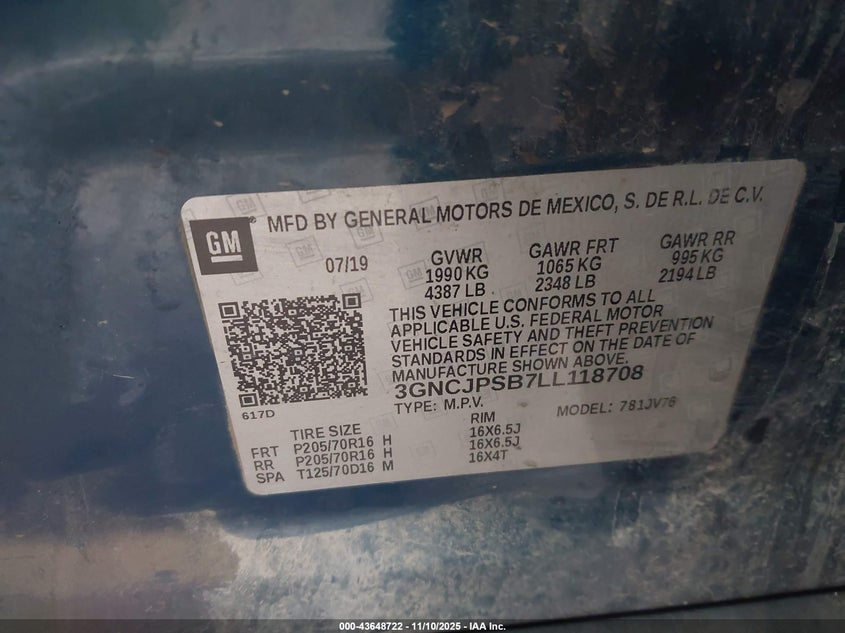 GM
MFD BY GENERAL MOTORS DE MEXICO, S. DE R.L. DE C.V.
07/19
GVWR
1990 KG
4387 LB
GAWR FRT
1065 KG
2348 LB
GAWR RR
995 KG
2194 LB
THIS VEHICLE CONFORMS TO ALL
APPLICABLE U.S. FEDERAL MOTOR
VEHICLE SAFETY AND THEFT PREVENTION
STANDARDS IN EFFECT ON THE DATE OF
MANUFACTURE SHOWN ABOVE.
3GNCJPSB7LL118708
TYPE: M.P.V.
MODEL: 781JV76
617D
TIRE SIZE RIM
FRT P205/70R16 H 16X6.5J
RR P205/70R16 H 16X6.5J
SPA T125/70D16 M 16X4T
000-43648722 - 11/10/2025 - IAA Inc.